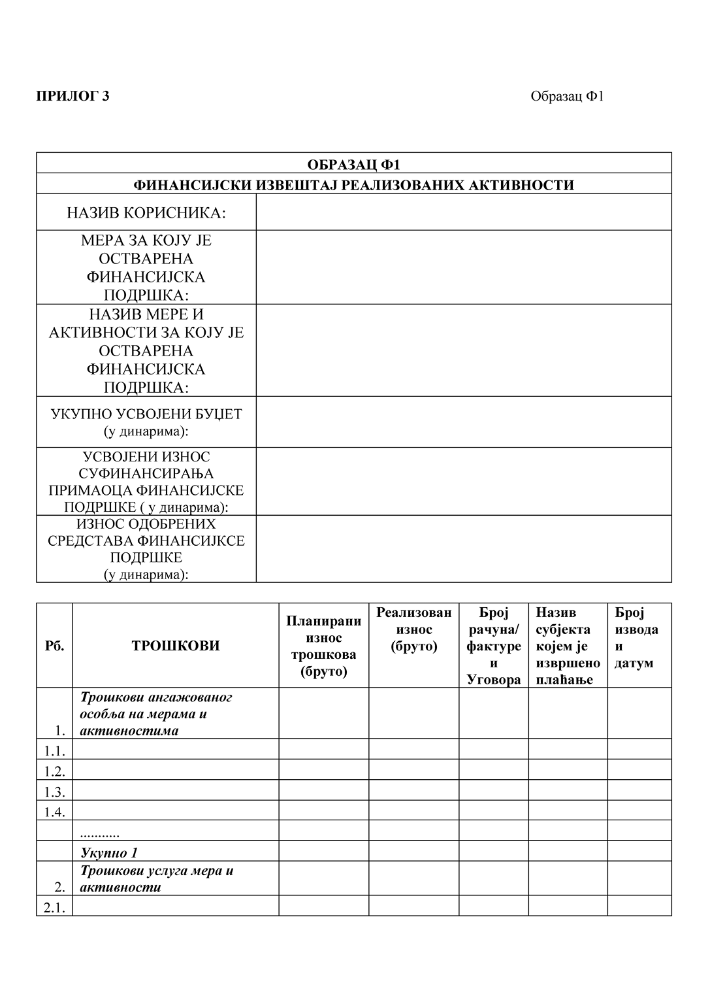 ПРИЛОГ 3
Образац Ф1
ОБРАЗАЦ Ф1
ФИНАНСИЈСКИ ИЗВЕШТАЈ РЕАЛИЗОВАНИХ АКТИВНОСТИ
НАЗИВ КОРИСНИКА:
МЕРА ЗА КОЈУ ЈЕ
ОСТВАРЕНА
ФИНАНСИЈСКА
ПОДРШКА:
НАЗИВ МЕРЕ И
АКТИВНОСТИ ЗА КОЈУ ЈЕ
ОСТВАРЕНА
ФИНАНСИЈСКА
ПОДРШКА:
УКУПНО УСВОЈЕНИ БУЏЕТ
(у динарима):
УСВОЈЕНИ ИЗНОС
СУФИНАНСИРАЊА
ПРИМАОЦА ФИНАНСИЈСКЕ
ПОДРШКЕ ( у динарима):
ИЗНОС ОДОБРЕНИХ
СРЕДСТАВА ФИНАНСИЈКСЕ
ПОДРШКЕ
(у динарима):
Рб.
ТРОШКОВИ
Планирани
износ
трошкова
(бруто)
Реализован
износ
(бруто)
Број
рачуна/
фактуре
и
Уговора
Назив
субјекта
којем је
извршено
плаћање
Број
извода
и
датум
1.
Трошкови ангажованог
особља на мерама и
активностима
1.1.
1.2.
1.3.
1.4.
...........
Укупно 1
2.
Трошкови услуга мера и
активности
2.1.